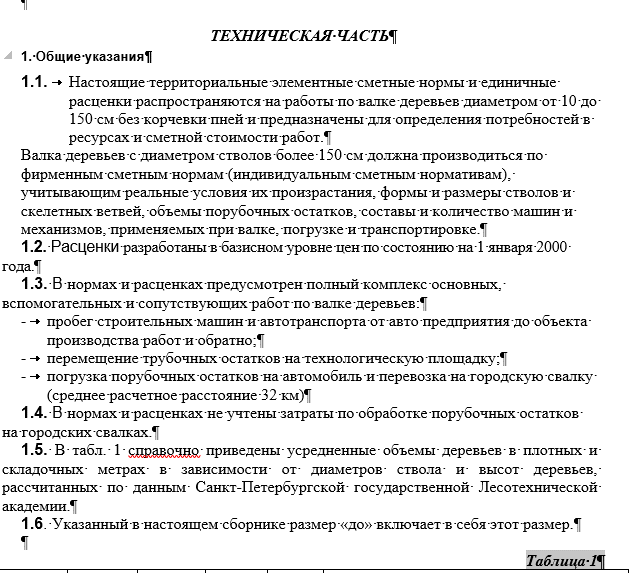 ТЕХНИЧЕСКАЯ ЧАСТЬ
1. Общие указания
1.1. Настоящие территориальные элементные сметные нормы и единичные
расценки распространяются на работы по валке деревьев диаметром от 10 до
150 см без корчевки пней и предназначены для определения потребностей в
ресурсах и сметной стоимости работ.
Валка деревьев с диаметром стволов более 150 см должна производиться по
фирменным сметным нормам (индивидуальным сметным нормативам),
учитывающим реальные условия их произрастания, формы и размеры стволов и
скелетных ветвей, объемы порубочных остатков, составы и количество машин и
механизмов, применяемых при валке, погрузке и транспортировке.
1.2. Расценки разработаны в базисном уровне цен по состоянию на 1 января 2000
года.
1.3. В нормах и расценках предусмотрен полный комплекс основных,
вспомогательных и сопутствующих работ по валке деревьев:
- пробег строительных машин и автотранспорта от авто предприятия до объекта
производства работ и обратно;
- перемещение трубочных остатков на технологическую площадку;
- погрузка порубочных остатков на автомобиль и перевозка на городскую свалку
(среднее расчетное расстояние 32 км)
1.4. В нормах и расценках не учтены затраты по обработке порубочных остатков
на городских свалках.
1.5. В табл. 1 справочно приведены усредненные объемы деревьев в плотных и
складочных метрах в зависимости от диаметров ствола и высот деревьев,
рассчитанных по данным Санкт-Петербургской государственной Лесотехнической
академии.
1.6. Указанный в настоящем сборнике размер «до» включает в себя этот размер.
Таблица 1